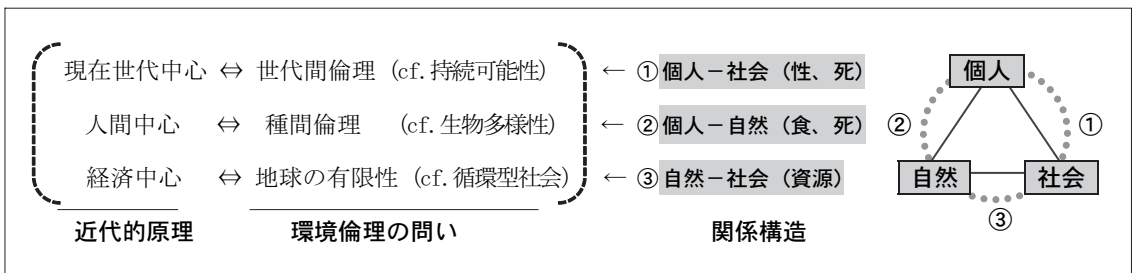 現在世代中心 ⇔ 世代間倫理 (cf.持続可能性) ← ①個人－社会（性、死）
人間中心 ⇔ 種間倫理 (cf.生物多様性) ← ②個人－自然（食、死）
経済中心 ⇔ 地球の有限性 (cf.循環型社会) ← ③自然－社会（資源）
近代的原理 環境倫理の問い 関係構造
個人
② ①
自然 社会
③